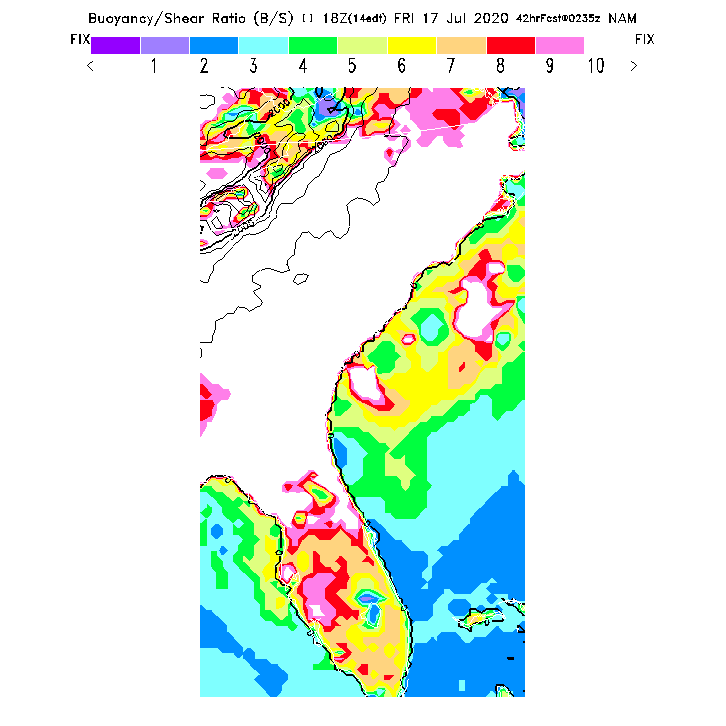 Buoyancy/Shear Ratio (B/S) [] 18Z(14edt) FRI 17 Jul 2020 42hrFcst@0235z NAM
FIX FIX
< 1 2 3 4 5 6 7 8 9 10 >